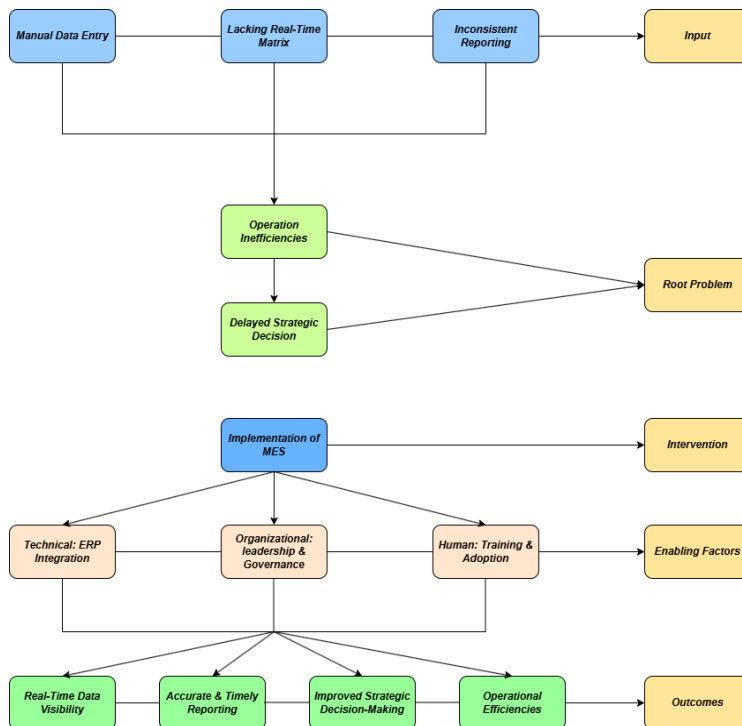 Manual Data Entry
Lacking Real-Time
Matrix
Inconsistent
Reporting
Input
Operation
Inefficiencies
Root Problem
Delayed Strategic
Decision
Implementation of
MES
Intervention
Technical: ERP
Integration
Organizational:
leadership &
Governance
Human: Training &
Adoption
Enabling Factors
Real-Time Data
Visibility
Accurate & Timely
Reporting
Improved Strategic
Decision-Making
Operational
Efficiencies
Outcomes